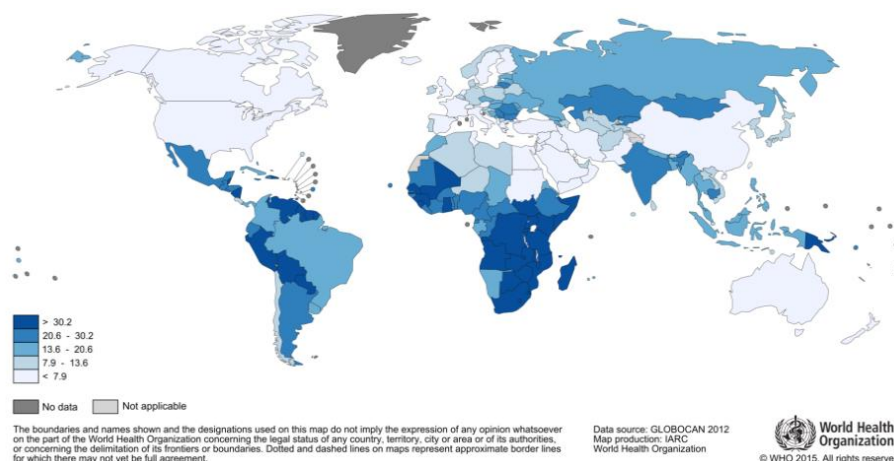 > 30.2
20.6 - 30.2
13.6 - 20.6
7.9 - 13.6
< 7.9
No data
Not applicable
The boundaries and names shown and the designations used on this map do not imply the expression of any opinion whatsoever
on the part of the World Health Organization concerning the legal status of any country, territory, city or area or of its authorities,
or concerning the delimitation of its frontiers or boundaries. Dotted and dashed lines on maps represent approximate border lines
for which there may not yet be full agreement.
Data source: GLOBOCAN 2012
Map production: IARC
World Health Organization
World Health
Organization
© WHO 2015. All rights reserve